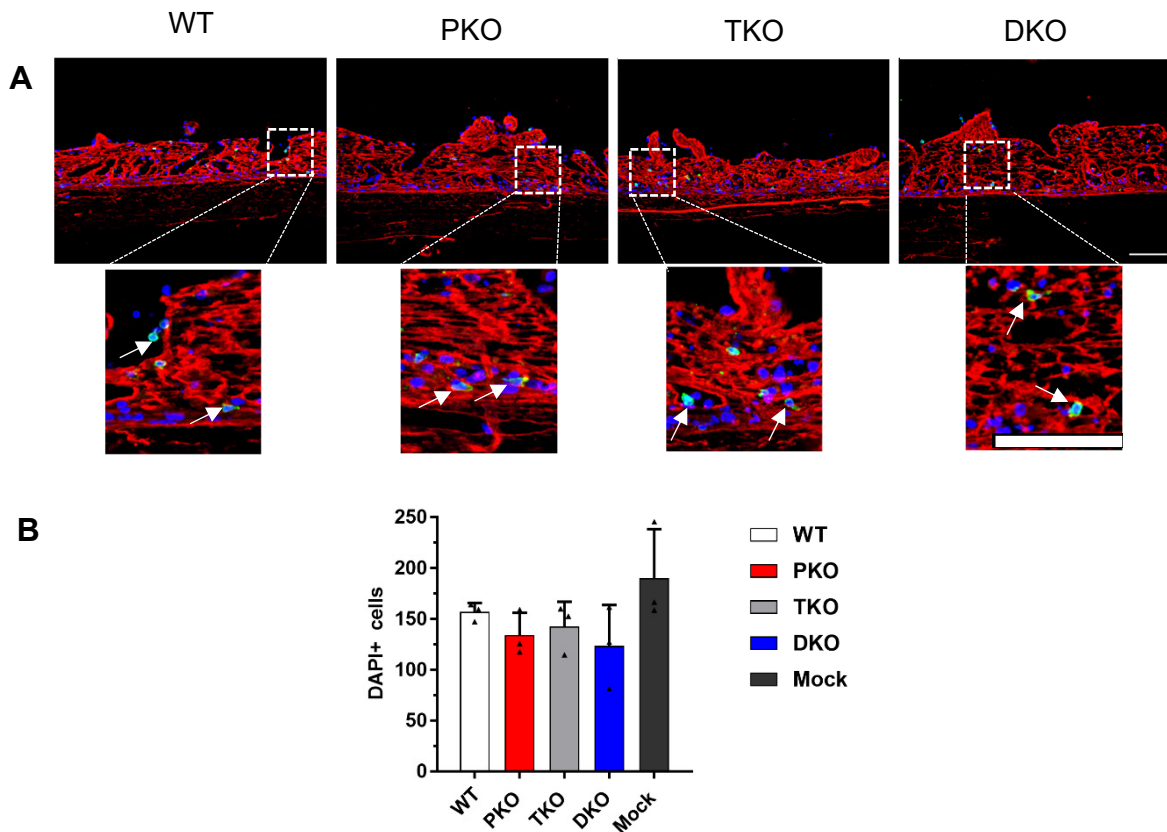 WT PKO TKO DKO
A
B
250
200
150
100
50
0
DAPI+ cells
WT PKO TKO DKO Mock
WT
PKO
TKO
DKO
Mock